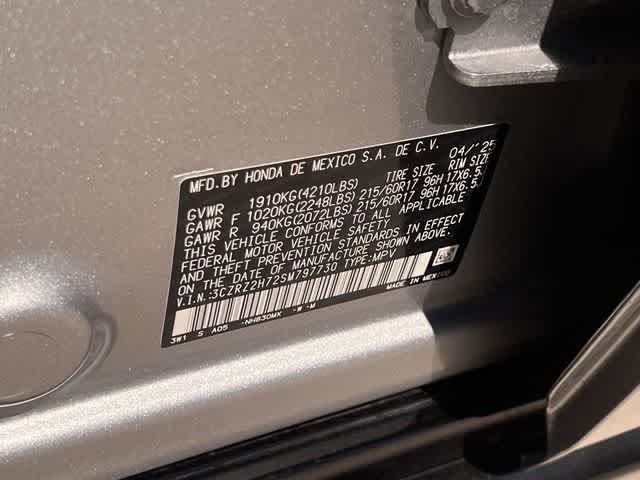 MFD.BY HONDA DE MEXICO S.A. DE C.V. 04/'25
TIRE SIZE RIM SIZE
GVWR 1910KG(4210LBS)
GAWR F 1020KG(2248LBS) 215/60R17 96H 17X6.5J
GAWR R 940KG(2072LBS) 215/60R17 96H 17X6.5J
THIS VEHICLE CONFORMS TO ALL APPLICABLE
FEDERAL MOTOR VEHICLE SAFETY
AND THEFT PREVENTION STANDARDS IN EFFECT
ON THE DATE OF MANUFACTURE SHOWN ABOVE.
V.I.N.:3CZRZ2H72SM797730 TYPE:MPV
MADE IN MEXICO
3W1 S A05 -NH830MX -W -M